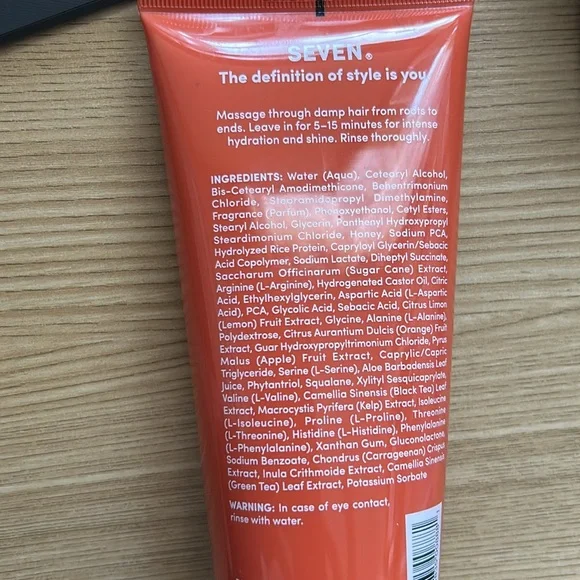 SEVEN®
The definition of style is you
Massage through damp hair from roots to
ends. Leave in for 5–15 minutes for intense
hydration and shine. Rinse thoroughly.
INGREDIENTS: Water (Aqua), Cetearyl Alcohol,
Bis-Cetearyl Amodimethicone, Behentrimonium
Chloride, Stearamidopropyl Dimethylamine,
Fragrance (Parfum), Phenoxyethanol, Cetyl Esters,
Stearyl Alcohol, Glycerin, Panthenyl Hydroxypropyl
Steardimonium Chloride, Honey, Sodium PCA,
Hydrolyzed Rice Protein, Capryloyl Glycerin/Sebacic
Acid Copolymer, Sodium Lactate, Diheptyl Succinate,
Saccharum Officinarum (Sugar Cane) Extract,
Arginine (L-Arginine), Hydrogenated Castor Oil, Citric
Acid, Ethylhexylglycerin, Aspartic Acid (L-Aspartic
Acid), PCA, Glycolic Acid, Sebacic Acid, Citrus Limon
(Lemon) Fruit Extract, Glycine, Alanine (L-Alanine),
Polydextrose, Citrus Aurantium Dulcis (Orange) Fruit
Extract, Guar Hydroxypropyltrimonium Chloride, Pyrus
Malus (Apple) Fruit Extract, Caprylic/Capric
Triglyceride, Serine (L-Serine), Aloe Barbadensis Leaf
Juice, Phytantriol, Squalane, Xylityl Sesquicaprylate,
Valine (L-Valine), Camellia Sinensis (Black Tea) Leaf
Extract, Macrocystis Pyrifera (Kelp) Extract, Isoleucine
(L-Isoleucine), Proline (L-Proline), Threonine
(L-Threonine), Histidine (L-Histidine), Phenylalanine
(L-Phenylalanine), Xanthan Gum, Gluconolactone,
Sodium Benzoate, Chondrus (Carrageenan) Crispus
Extract, Inula Crithmoide Extract, Camellia Sinensis
(Green Tea) Leaf Extract, Potassium Sorbate
WARNING: In case of eye contact,
rinse with water.